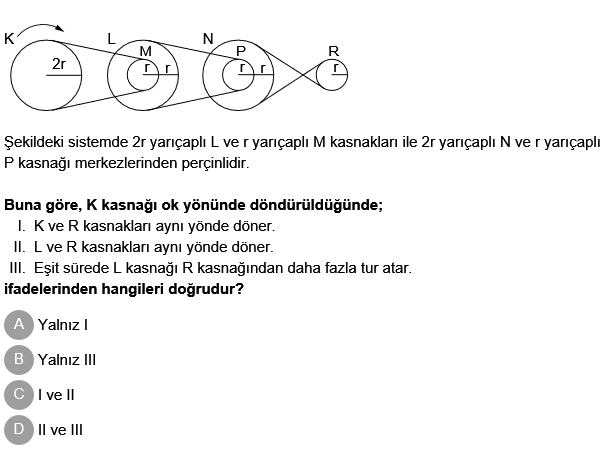 K L N
M P R
2r r r r r r
Şekildeki sistemde 2r yarıçaplı L ve r yarıçaplı M kasnakları ile 2r yarıçaplı N ve r yarıçaplı
P kasnağı merkezlerinden perçinlidir.
Buna göre, K kasnağı ok yönünde döndürüldüğünde;
I. K ve R kasnakları aynı yönde döner.
II. L ve R kasnakları aynı yönde döner.
III. Eşit sürede L kasnağı R kasnağından daha fazla tur atar.
ifadelerinden hangileri doğrudur?
A Yalnız I
B Yalnız III
C I ve II
D II ve III